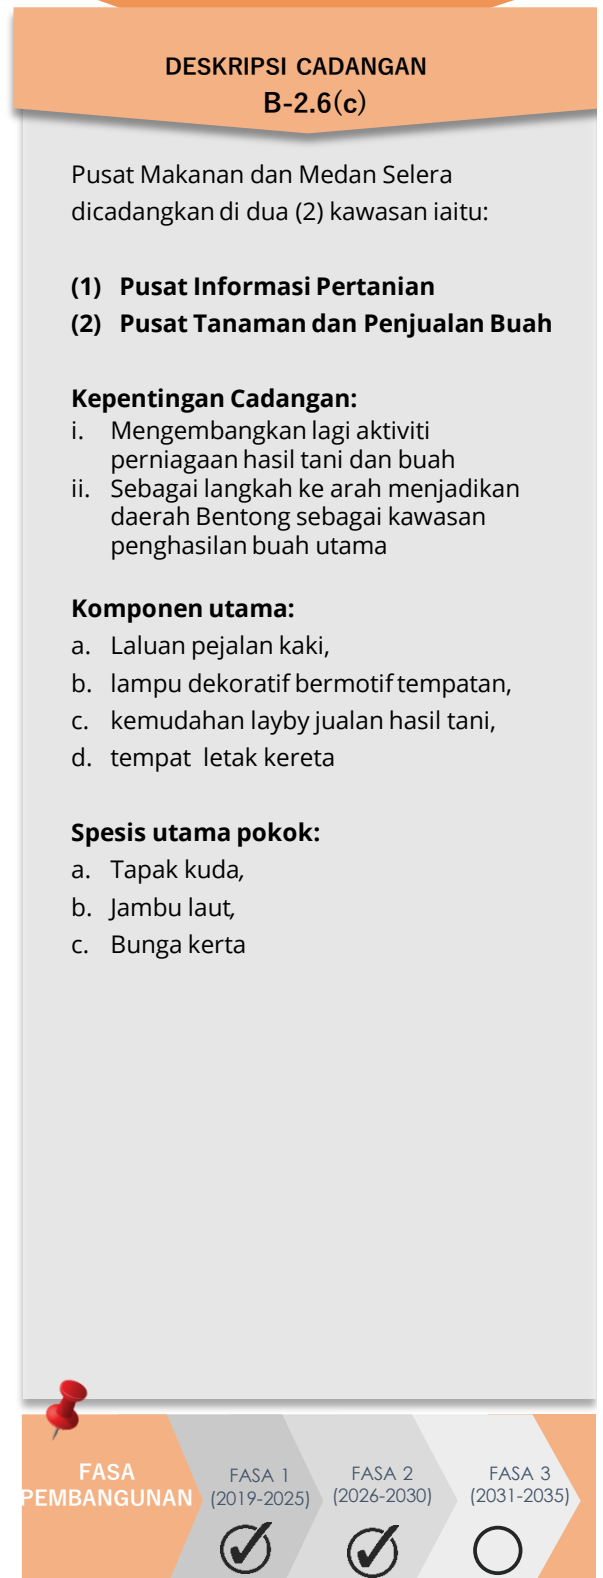 DESKRIPSI CADANGAN
B-2.6(c)
Pusat Makanan dan Medan Selera
dicadangkan di dua (2) kawasan iaitu:
(1) Pusat Informasi Pertanian
(2) Pusat Tanaman dan Penjualan Buah
Kepentingan Cadangan:
i. Mengembangkan lagi aktiviti
perniagaan hasil tani dan buah
ii. Sebagai langkah ke arah menjadikan
daerah Bentong sebagai kawasan
penghasilan buah utama
Komponen utama:
a. Laluan pejalan kaki,
b. lampu dekoratif bermotif tempatan,
c. kemudahan layby jualan hasil tani,
d. tempat letak kereta
Spesis utama pokok:
a. Tapak kuda,
b. Jambu laut,
c. Bunga kerta
FASA
PEMBANGUNAN
FASA 1
(2019-2025)
FASA 2
(2026-2030)
FASA 3
(2031-2035)